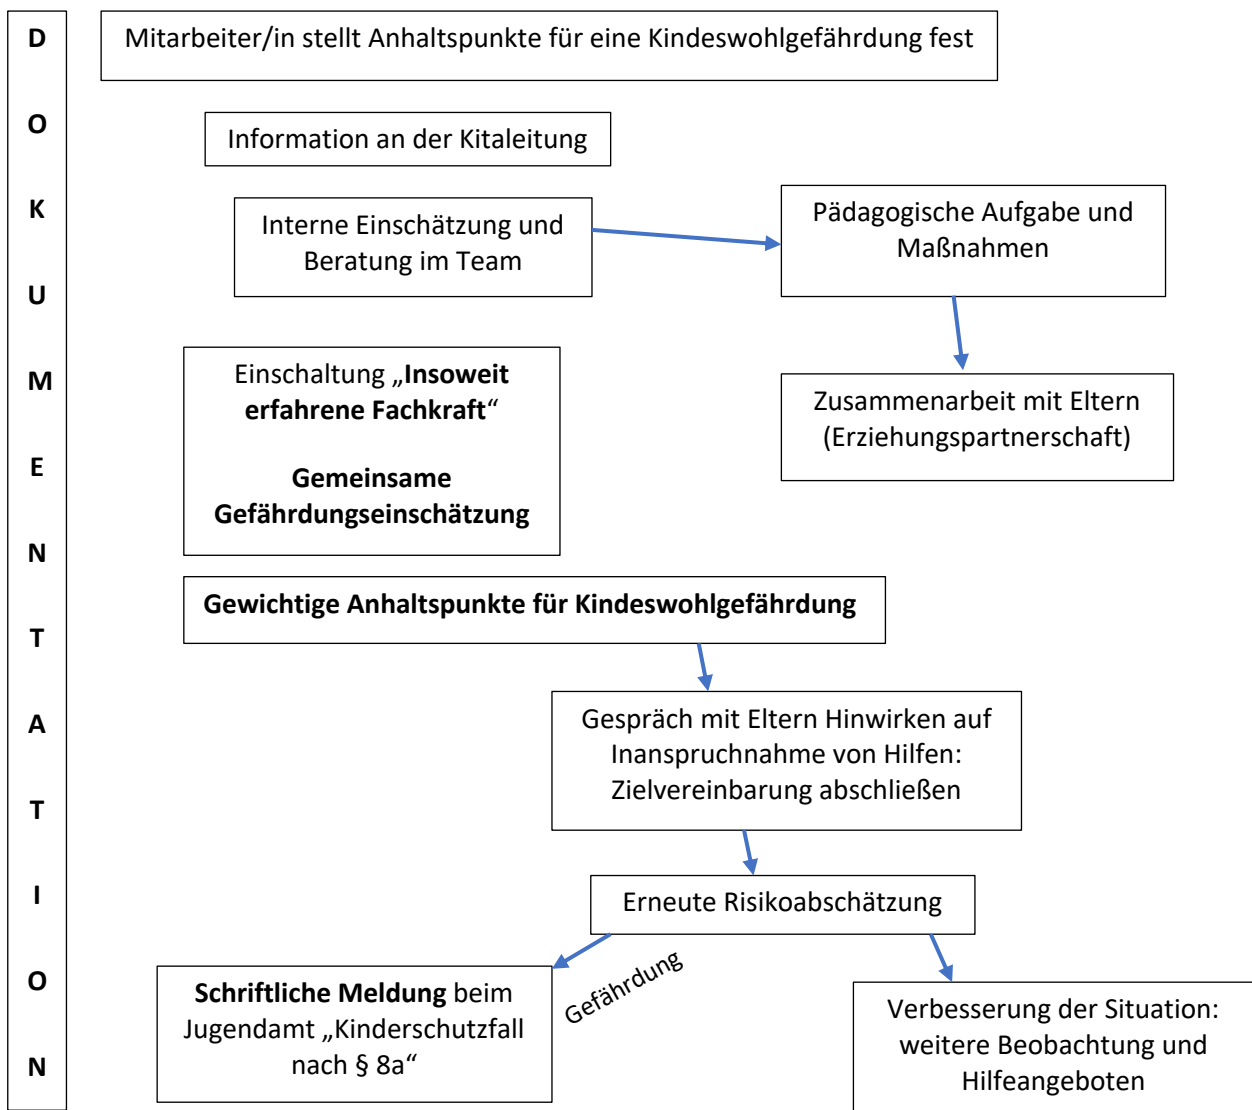 DOKUMENTATION
Mitarbeiter/in stellt Anhaltspunkte für eine Kindeswohlgefährdung fest
Information an der Kitaleitung
Interne Einschätzung und
Beratung im Team
Pädagogische Aufgabe und
Maßnahmen
Einschaltung „Insoweit
erfahrene Fachkraft“
Gemeinsame
Gefährdungseinschätzung
Zusammenarbeit mit Eltern
(Erziehungspartnerschaft)
Gewichtige Anhaltspunkte für Kindeswohlgefährdung
Gespräch mit Eltern Hinwirken auf
Inanspruchnahme von Hilfen:
Zielvereinbarung abschließen
Erneute Risikoabschätzung
Gefährdung
Schriftliche Meldung beim
Jugendamt „Kinderschutzfall
nach § 8a“
Verbesserung der Situation:
weitere Beobachtung und
Hilfeangeboten